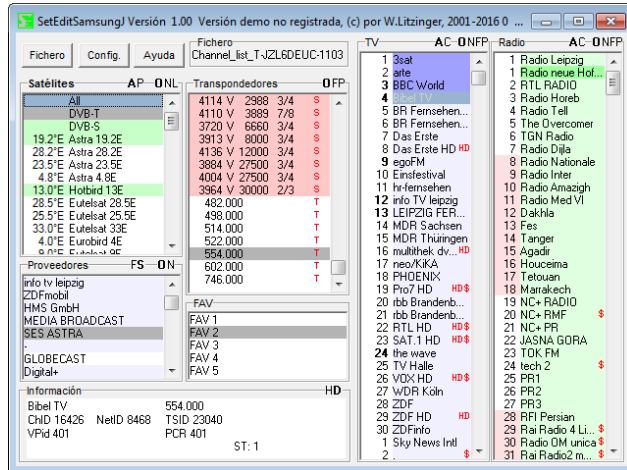 SetEditSamsungJ Versión 1.00 Versión demo no registrada, (c) por W.Litzinger, 2001-2016 0 ...
Fichero
Config.
Ayuda
Fichero
Channel_list_T-JZL6DEUC-1103
Satélites AP ONL
All
DVB-T
DVB-S
19.2°E Astra 19.2E
28.2°E Astra 28.2E
23.5°E Astra 23.5E
4.8°E Astra 4.8E
13.0°E Hotbird 13E
28.5°E Eutelsat 28.5E
25.5°E Eutelsat 25.5E
33.0°E Eutelsat 33E
4.0°E Eurobird 4E
9.0°E Eutelsat 9E
Transpondedores OFP
4114 V 2988 3/4 S
4110 V 3889 7/8 S
3720 V 6660 3/4 S
3913 V 8000 3/4 S
4136 V 12000 3/4 S
3884 V 27500 3/4 S
4004 V 27500 3/4 S
3964 V 30000 2/3 S
482.000 T
498.000 T
514.000 T
522.000 T
554.000 T
602.000 T
746.000 T
Proveedores FS ON
info tv leipzig
ZDFmobil
HMS GmbH
MEDIA BROADCAST
SES ASTRA
.
GLOBECAST
Digital+
FAV
FAV 1
FAV 2
FAV 3
FAV 4
FAV 5
Información HD
Bibel TV 554.000
ChID 16426 NetID 8468 TSID 23040
VPid 401 PCR 401
ST: 1
TV AC ONFP
1 3sat
2 arte
3 BBC World
4 Bibel TV
5 BR Fernsehen...
6 BR Fernsehen...
7 Das Erste
8 Das Erste HD HD
9 egoFM
10 Einsfestival
11 hr-fernsehen
12 info TV leipzig
13 LEIPZIG FER...
14 MDR Sachsen
15 MDR Thüringen
16 multithek dv... HD
17 neo/KiKA
18 PHOENIX
19 Pro7 HD HD$
20 rbb Brandenb...
21 rbb Brandenb...
22 RTL HD HD$
23 SAT.1 HD HD$
24 the wave
25 TV Halle
26 VOX HD HD$
27 WDR Köln
28 ZDF
29 ZDF HD HD
30 ZDFinfo
1 Sky News Intl
2 . $
Radio AC ONFP
1 Radio Leipzig
1 Radio neue Hof...
2 RTL RADIO
3 Radio Horeb
4 Radio Tell
5 The Overcomer
6 TGN Radio
7 Radio Dijla
8 Radio Nationale
9 Radio Inter
10 Radio Amazigh
11 Radio Med VI
12 Dakhla
13 Fes
14 Tanger
15 Agadir
16 Houceima
17 Tetouan
18 Marrakech
19 NC+ RADIO
20 NC+ RMF $
21 NC+ PR
22 JASNA GORA
23 TOK FM
24 tech 2 $
25 PR1
26 PR2
27 PR3
28 RFI Persian
29 Rai Radio 4 Li... $
30 Radio OM unica $
31 Rai Radio2 m... $